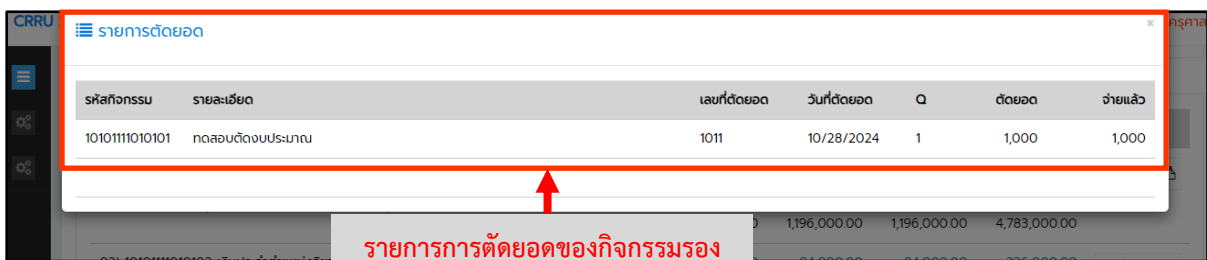 CRRU
รายการตัดยอด
×
รหัสกิจกรรม รายละเอียด เลขที่ตัดยอด วันที่ตัดยอด Q ตัดยอด จ่ายแล้ว
10101111010101 ทดสอบตัดงบประมาณ 1011 10/28/2024 1 1,000 1,000
1,196,000.00 1,196,000.00 4,783,000.00
รายการการตัดยอดของกิจกรรมรอง